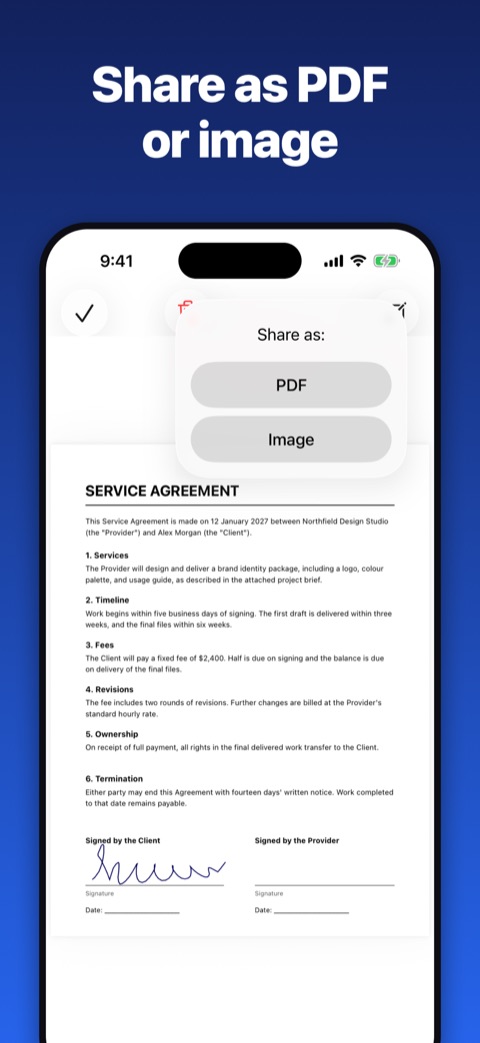 Share as PDF
or image
9:41
Share as:
PDF
Image
SERVICE AGREEMENT
This Service Agreement is made on 12 January 2027 between Northfield Design Studio
(the "Provider") and Alex Morgan (the "Client").
1. Services
The Provider will design and deliver a brand identity package, including a logo, colour
palette, and usage guide, as described in the attached project brief.
2. Timeline
Work begins within five business days of signing. The first draft is delivered within three
weeks, and the final files within six weeks.
3. Fees
The Client will pay a fixed fee of $2,400. Half is due on signing and the balance is due
on delivery of the final files.
4. Revisions
The fee includes two rounds of revisions. Further changes are billed at the Provider's
standard hourly rate.
5. Ownership
On receipt of full payment, all rights in the final delivered work transfer to the Client.
6. Termination
Either party may end this Agreement with fourteen days' written notice. Work completed
to that date remains payable.
Signed by the Client Signed by the Provider
Signature Signature
Date: Date: